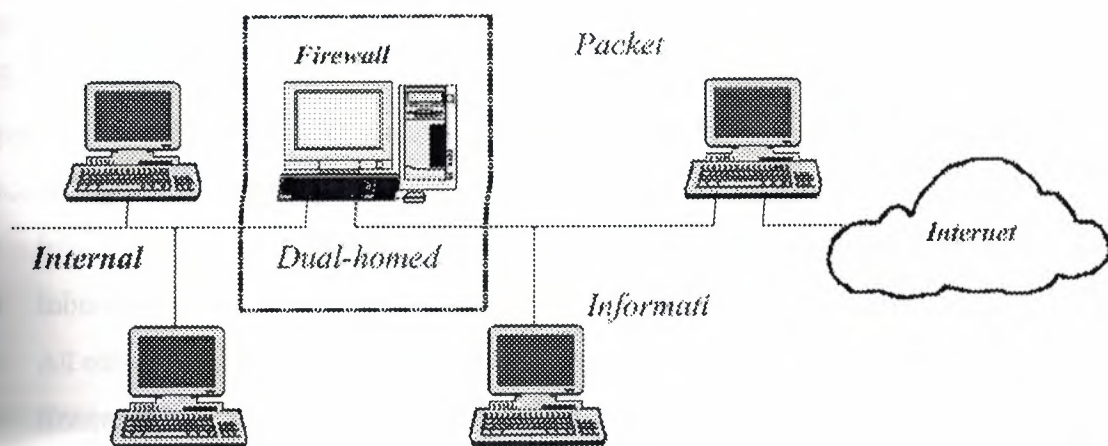 Firewall
Packet
Internet
Internal
Dual-homed
Informati